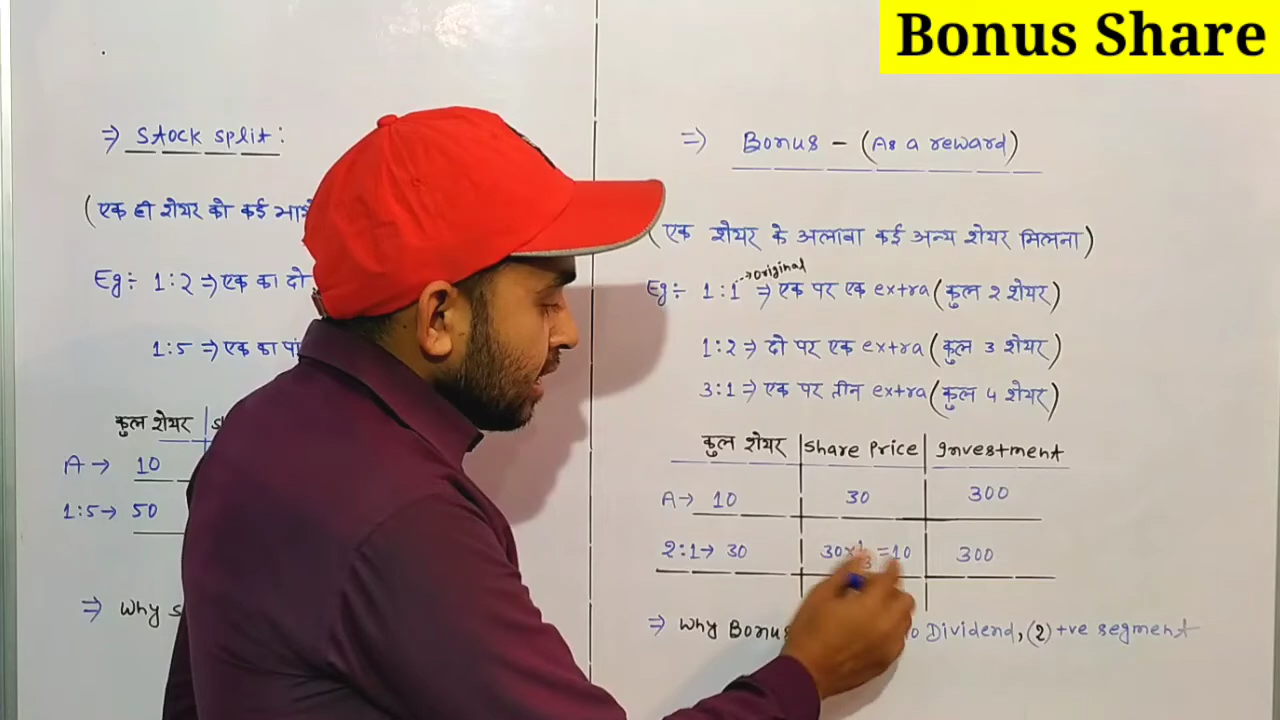 Bonus Share
⇒ Stock split:
(एक ही शेयर को कई
Eg:- 1:2 ⇒ एक का दो
1:5 ⇒ एक का
कुल शेयर
A → 10
1:5 → 50
⇒ Why
⇒ Bonus - (As a reward)
(एक शेयर के अलावा कई अन्य शेयर मिलना)
--> original
Eg:- 1:1 ⇒ एक पर एक extra (कुल 2 शेयर)
1:2 ⇒ दो पर एक extra (कुल 3 शेयर)
3:1 ⇒ एक पर तीन extra (कुल 4 शेयर)
कुल शेयर | Share Price | Investment
A → 10 | 30 | 300
2:1 → 30 | 30×1/3 =10 | 300
⇒ Why Bonus Dividend, (2) +ve segment